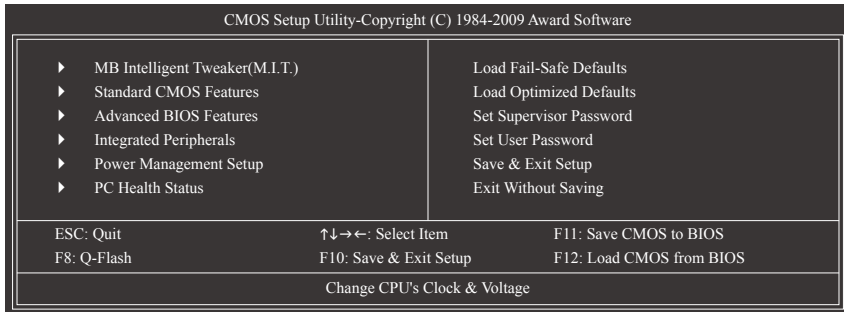 CMOS Setup Utility-Copyright (C) 1984-2009 Award Software
MB Intelligent Tweaker(M.I.T.)
Standard CMOS Features
Advanced BIOS Features
Integrated Peripherals
Power Management Setup
PC Health Status
Load Fail-Safe Defaults
Load Optimized Defaults
Set Supervisor Password
Set User Password
Save & Exit Setup
Exit Without Saving
ESC: Quit ↑↓→←: Select Item F11: Save CMOS to BIOS
F8: Q-Flash F10: Save & Exit Setup F12: Load CMOS from BIOS
Change CPU's Clock & Voltage